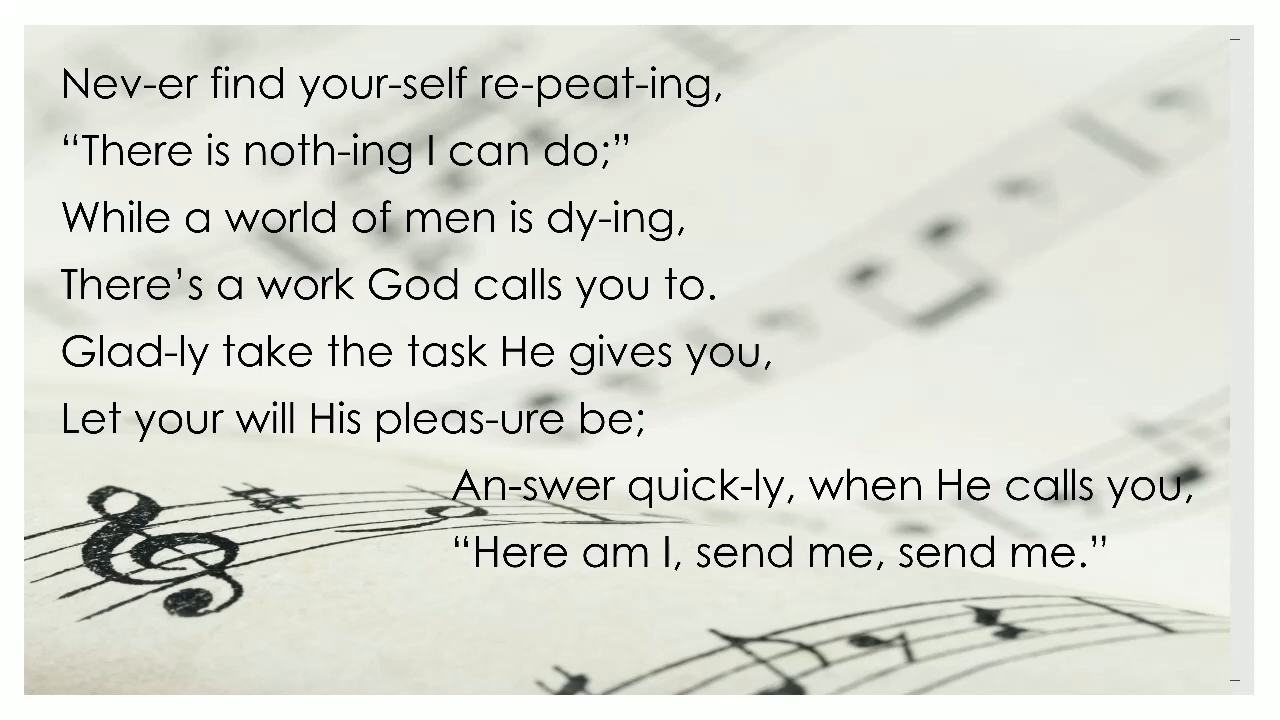 Nev-er find your-self re-peat-ing,
“There is noth-ing I can do;”
While a world of men is dy-ing,
There’s a work God calls you to.
Glad-ly take the task He gives you,
Let your will His pleas-ure be;
An-swer quick-ly, when He calls you,
“Here am I, send me, send me.”